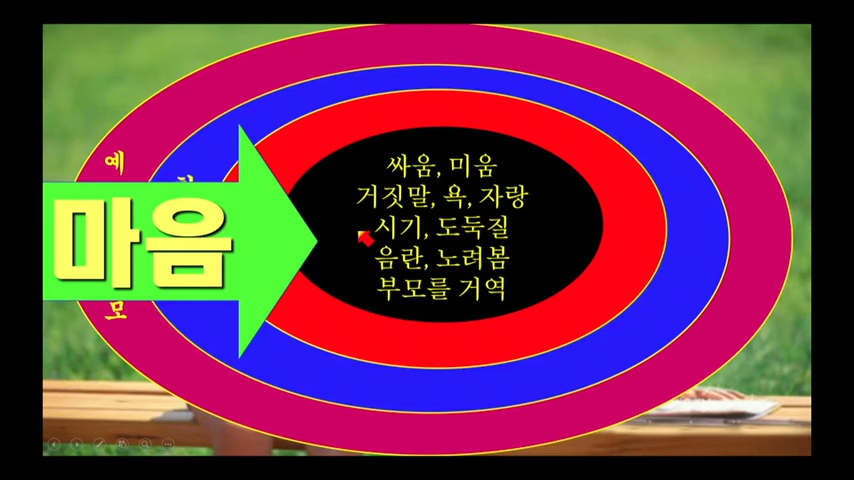 예
마음
모
싸움, 미움
거짓말, 욕, 자랑
시기, 도둑질
음란, 노려봄
부모를 거역